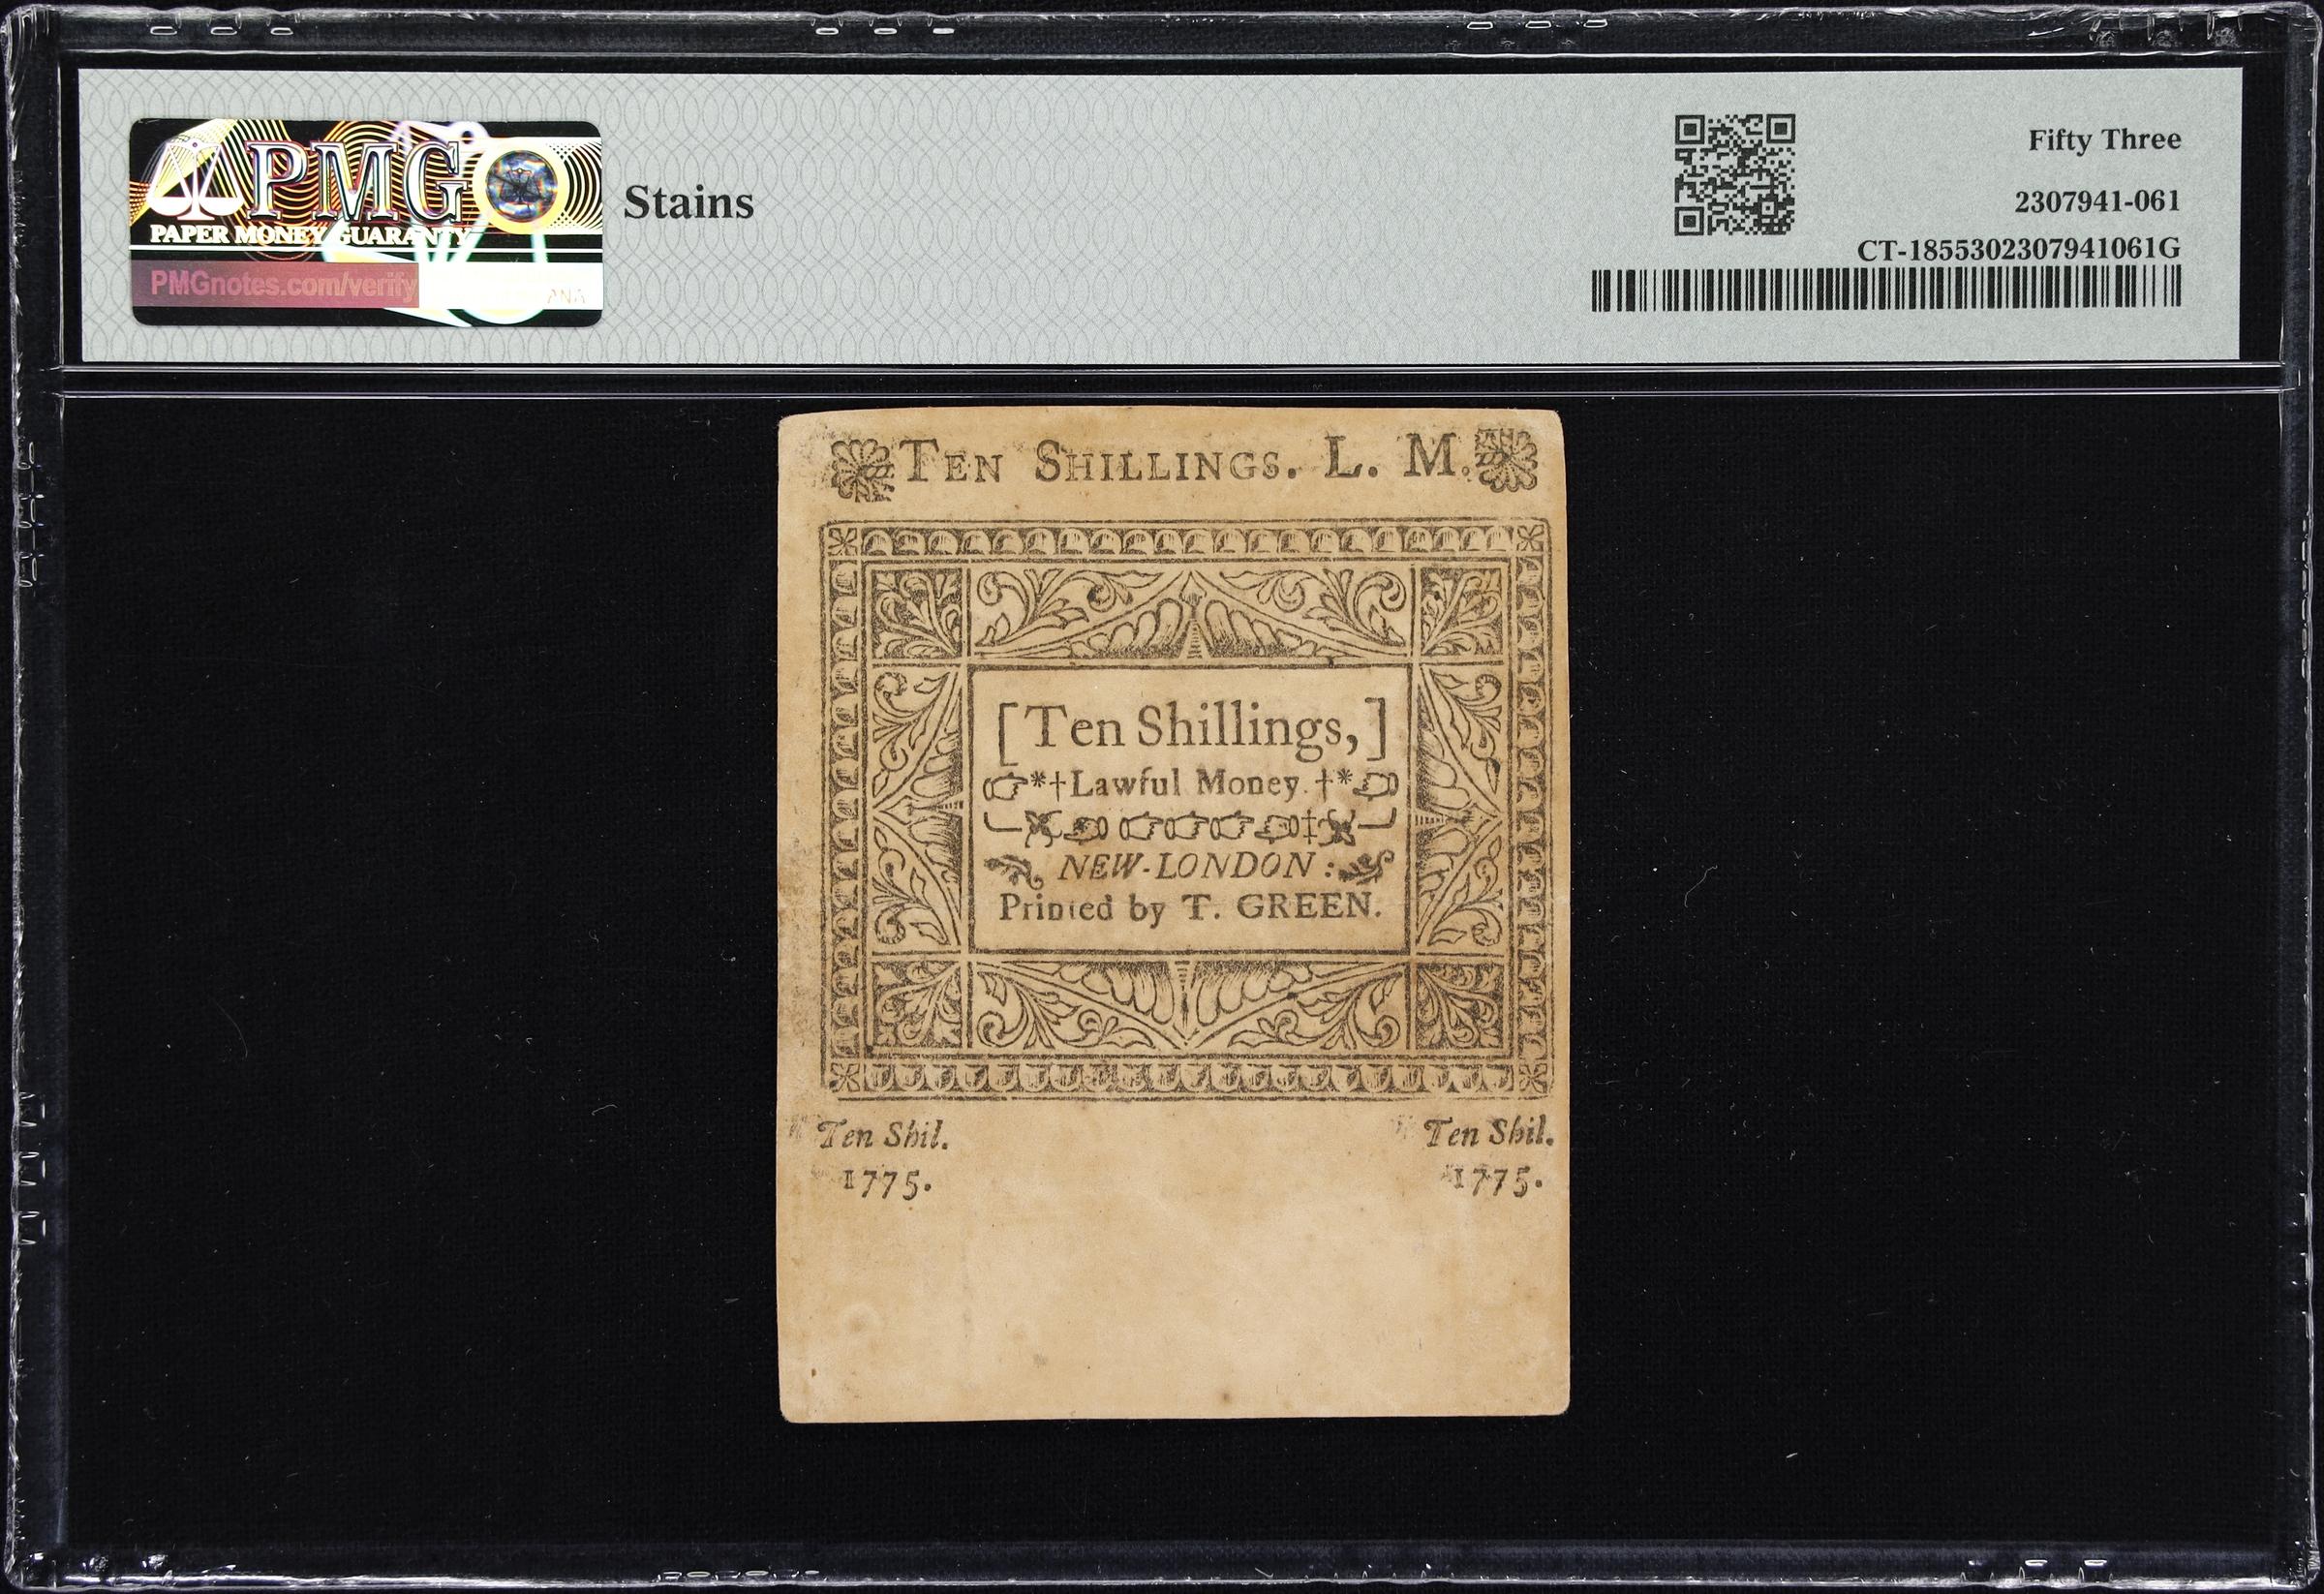 PMG
PAPER MONEY GUARANTY
PMGnotes.com/verify
ANA
Stains
Fifty Three
2307941-061
CT-1855302307941061G
TEN SHILLINGS. L. M.
[Ten Shillings,]
☞*†Lawful Money.†*☜
☜ ☞☞☞☜‡
NEW-LONDON:
Printed by T. GREEN.
Ten Shil. Ten Shil.
1775. 1775.